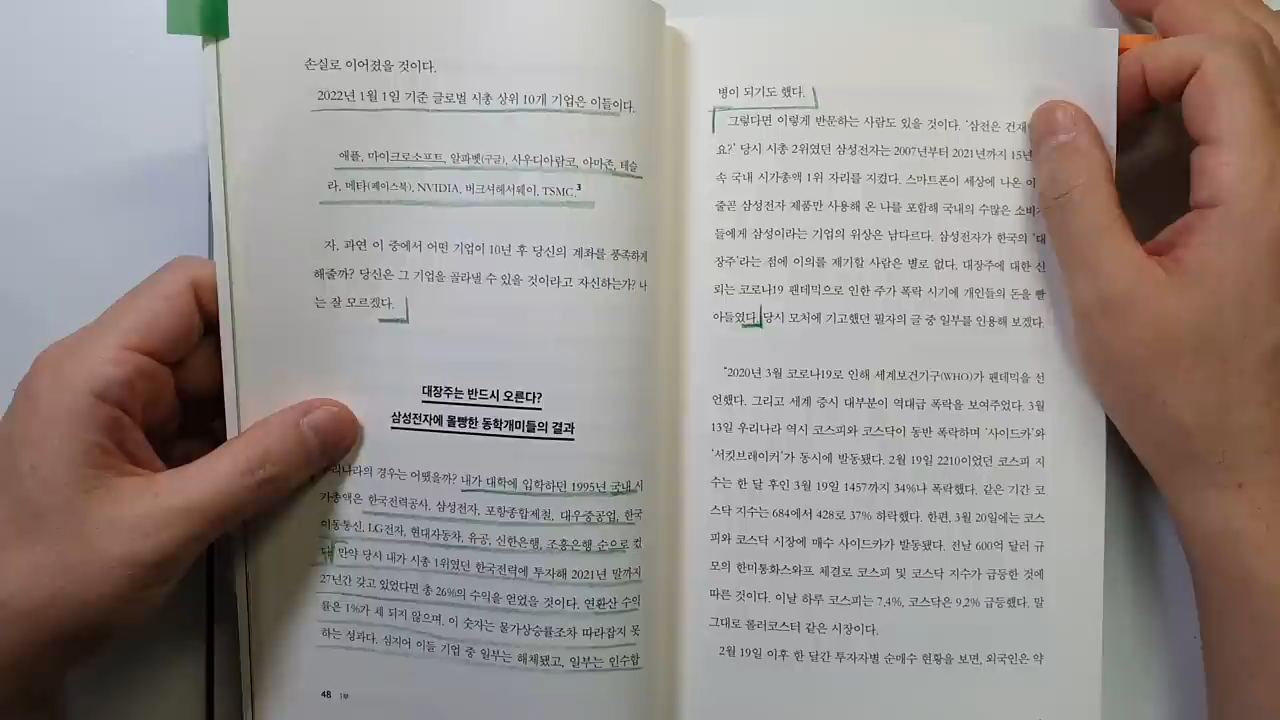 손실로 이어졌을 것이다.
2022년 1월 1일 기준 글로벌 시총 상위 10개 기업은 이들이다.
애플, 마이크로소프트, 알파벳(구글), 사우디아람코, 아마존, 테슬
라, 메타(페이스북), NVIDIA, 버크셔해서웨이, TSMC.3
자, 과연 이 중에서 어떤 기업이 10년 후 당신의 계좌를 풍족하게
해줄까? 당신은 그 기업을 골라낼 수 있을 것이라고 자신하는가? 나
는 잘 모르겠다.
대장주는 반드시 오른다?
삼성전자에 몰빵한 동학개미들의 결과
리나라의 경우는 어땠을까? 내가 대학에 입학하던 1995년 국내 시
가총액은 한국전력공사, 삼성전자, 포항종합제철, 대우중공업, 한국
이동통신, LG전자, 현대자동차, 유공, 신한은행, 조흥은행 순으로 컸
다. 만약 당시 내가 시총 1위였던 한국전력에 투자해 2021년 말까지
27년간 갖고 있었다면 총 26%의 수익을 얻었을 것이다. 연환산 수익
률은 1%가 채 되지 않으며, 이 숫자는 물가상승률조차 따라잡지 못
하는 성과다. 심지어 이들 기업 중 일부는 해체됐고, 일부는 인수합
48 1부
병이 되기도 했다.
그렇다면 이렇게 반문하는 사람도 있을 것이다. '삼전은 건재
요?' 당시 시총 2위였던 삼성전자는 2007년부터 2021년까지 15년
속 국내 시가총액 1위 자리를 지켰다. 스마트폰이 세상에 나온 이
줄곧 삼성전자 제품만 사용해 온 나를 포함해 국내의 수많은 소비
들에게 삼성이라는 기업의 위상은 남다르다. 삼성전자가 한국의 '대
장주'라는 점에 이의를 제기할 사람은 별로 없다. 대장주에 대한 신
뢰는 코로나19 팬데믹으로 인한 주가 폭락 시기에 개인들의 돈을 빨
아들였다. 당시 모처에 기고했던 필자의 글 중 일부를 인용해 보겠다.
"2020년 3월 코로나19로 인해 세계보건기구(WHO)가 팬데믹을 선
언했다. 그리고 세계 증시 대부분이 역대급 폭락을 보여주었다. 3월
13일 우리나라 역시 코스피와 코스닥이 동반 폭락하며 '사이드카'와
'서킷브레이커'가 동시에 발동됐다. 2월 19일 2210이었던 코스피 지
수는 한 달 후인 3월 19일 1457까지 34%나 폭락했다. 같은 기간 코
스닥 지수는 684에서 428로 37% 하락했다. 한편, 3월 20일에는 코스
피와 코스닥 시장에 매수 사이드카가 발동됐다. 전날 600억 달러 규
모의 한미통화스와프 체결로 코스피 및 코스닥 지수가 급등한 것에
따른 것이다. 이날 하루 코스피는 7.4%, 코스닥은 9.2% 급등했다. 말
그대로 롤러코스터 같은 시장이다.
2월 19일 이후 한 달간 투자자별 순매수 현황을 보면, 외국인은 약